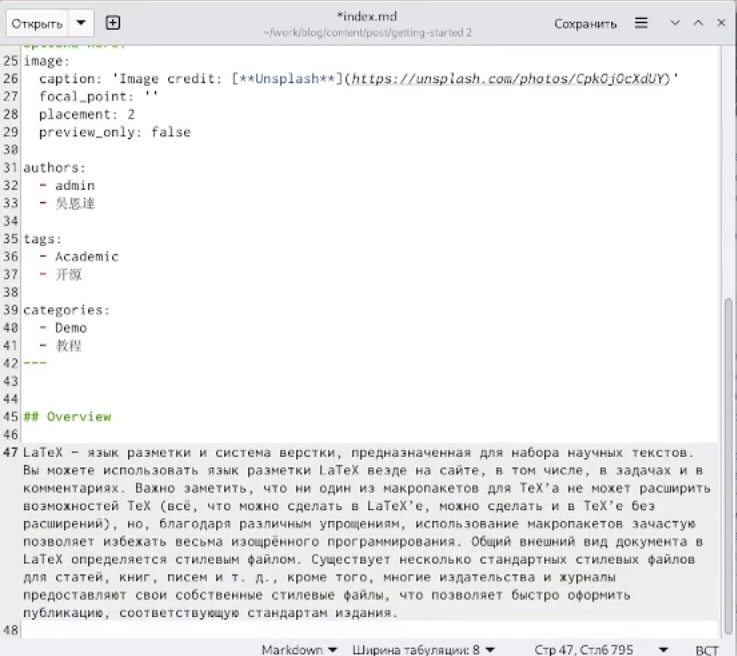 Открыть
*index.md
~/work/blog/content/post/getting-started 2
Сохранить
options here.
25 image:
26 caption: 'Image credit: [**Unsplash**](https://unsplash.com/photos/CpkOjOcXdUY)'
27 focal_point: ''
28 placement: 2
29 preview_only: false
30
31 authors:
32 - admin
33 - 吳恩達
34
35 tags:
36 - Academic
37 - 开源
38
39 categories:
40 - Demo
41 - 教程
42 ---
43
44
45 ## Overview
46
47 LaTeX – язык разметки и система верстки, предназначенная для набора научных текстов.
Вы можете использовать язык разметки LaTeX везде на сайте, в том числе, в задачах и в
комментариях. Важно заметить, что ни один из макропакетов для TeX'а не может расширить
возможностей TeX (всё, что можно сделать в LaTeX'е, можно сделать и в TeX'е без
расширений), но, благодаря различным упрощениям, использование макропакетов зачастую
позволяет избежать весьма изощрённого программирования. Общий внешний вид документа в
LaTeX определяется стилевым файлом. Существует несколько стандартных стилевых файлов
для статей, книг, писем и т. д., кроме того, многие издательства и журналы
предоставляют свои собственные стилевые файлы, что позволяет быстро оформить
публикацию, соответствующую стандартам издания.
48
Markdown
Ширина табуляции: 8
Стр 47, Стлб 795
ВСТ